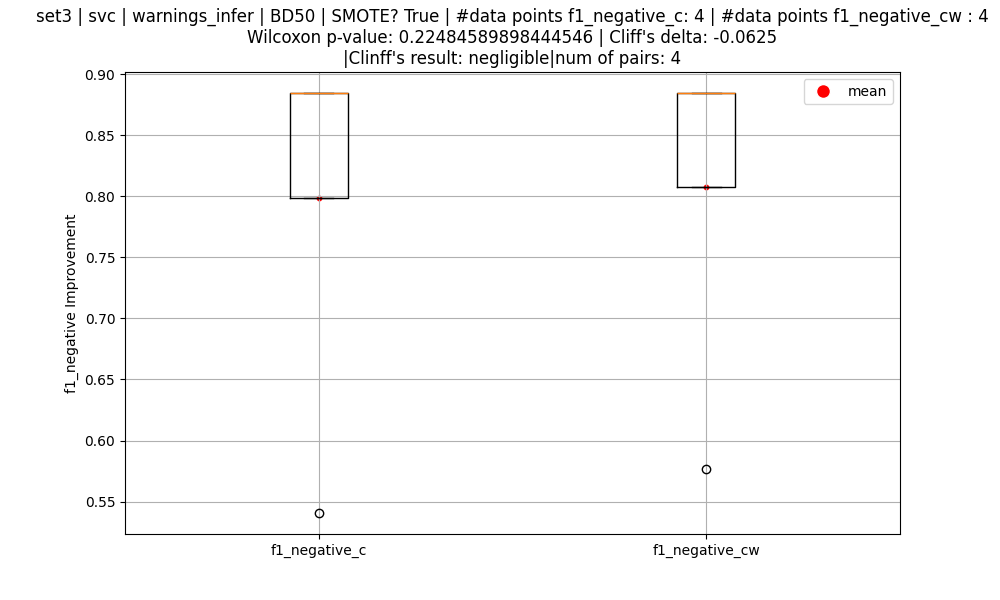 set3 | svc | warnings_infer | BD50 | SMOTE? True | #data points f1_negative_c: 4 | #data points f1_negative_cw : 4
Wilcoxon p-value: 0.22484589898444546 | Cliff's delta: -0.0625
|Clinff's result: negligible|num of pairs: 4
mean
0.90
0.85
0.80
0.75
0.70
0.65
0.60
0.55
f1_negative Improvement
f1_negative_c
f1_negative_cw